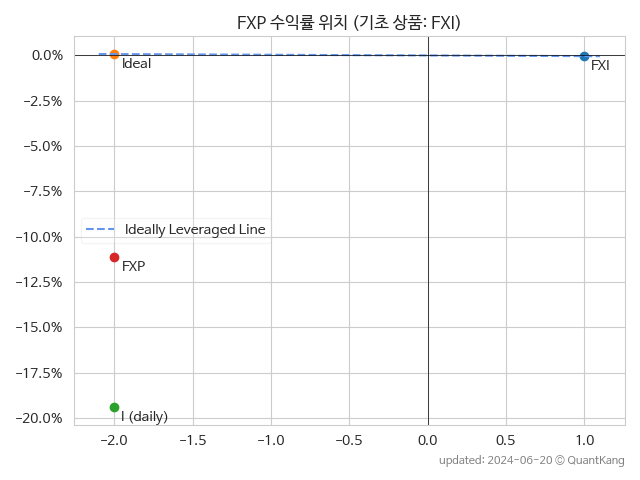 FXP 수익률 위치 (기초 상품: FXI)
0.0%
−2.5%
−5.0%
−7.5%
−10.0%
−12.5%
−15.0%
−17.5%
−20.0%
Ideal
FXI
Ideally Leveraged Line
FXP
I (daily)
−2.0 −1.5 −1.0 −0.5 0.0 0.5 1.0
updated: 2024-06-20 © QuantKang